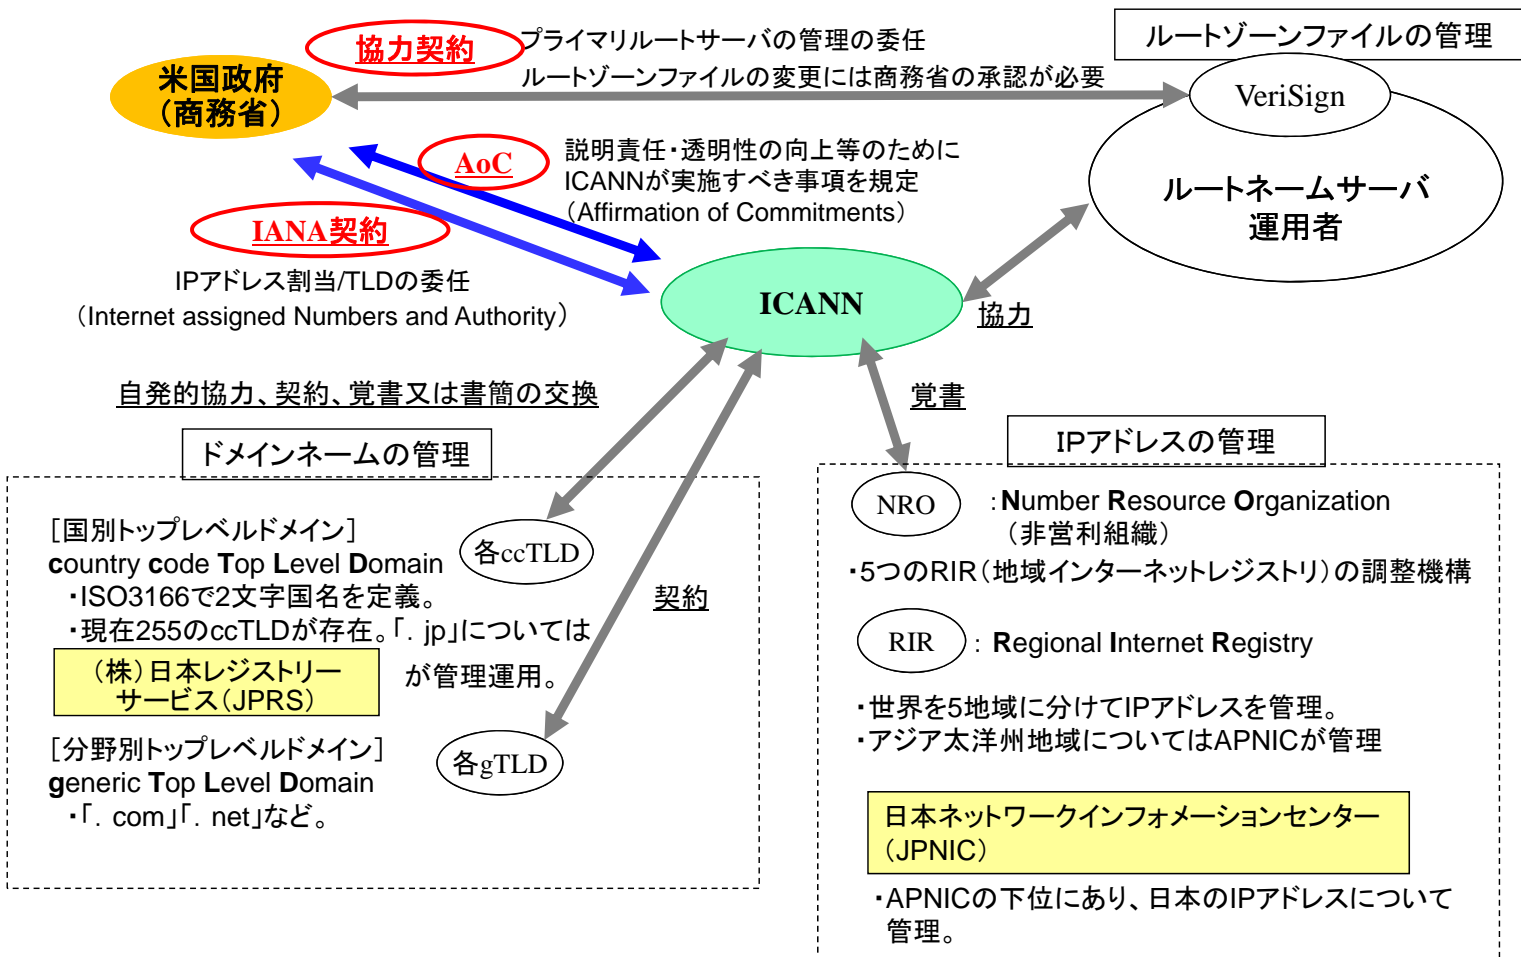 協力契約
プライマリルートサーバの管理の委任
ルートゾーンファイルの変更には商務省の承認が必要
ルートゾーンファイルの管理
米国政府
（商務省）
VeriSign
ルートネームサーバ
運用者
AoC
説明責任・透明性の向上等のために
ICANNが実施すべき事項を規定
（Affirmation of Commitments）
IANA契約
IPアドレス割当/TLDの委任
（Internet assigned Numbers and Authority）
ICANN
協力
自発的協力、契約、覚書又は書簡の交換
覚書
契約
ドメインネームの管理
［国別トップレベルドメイン］
country code Top Level Domain
・ISO3166で2文字国名を定義。
・現在255のccTLDが存在。「．jp」については
（株）日本レジストリー
サービス（JPRS）
が管理運用。
各ccTLD
［分野別トップレベルドメイン］
generic Top Level Domain
・「．com」「．net」など。
各gTLD
IPアドレスの管理
NRO
：Number Resource Organization
（非営利組織）
・5つのRIR（地域インターネットレジストリ）の調整機構
RIR
：Regional Internet Registry
・世界を5地域に分けてIPアドレスを管理。
・アジア太洋州地域についてはAPNICが管理
日本ネットワークインフォメーションセンター
（JPNIC）
・APNICの下位にあり、日本のIPアドレスについて
管理。